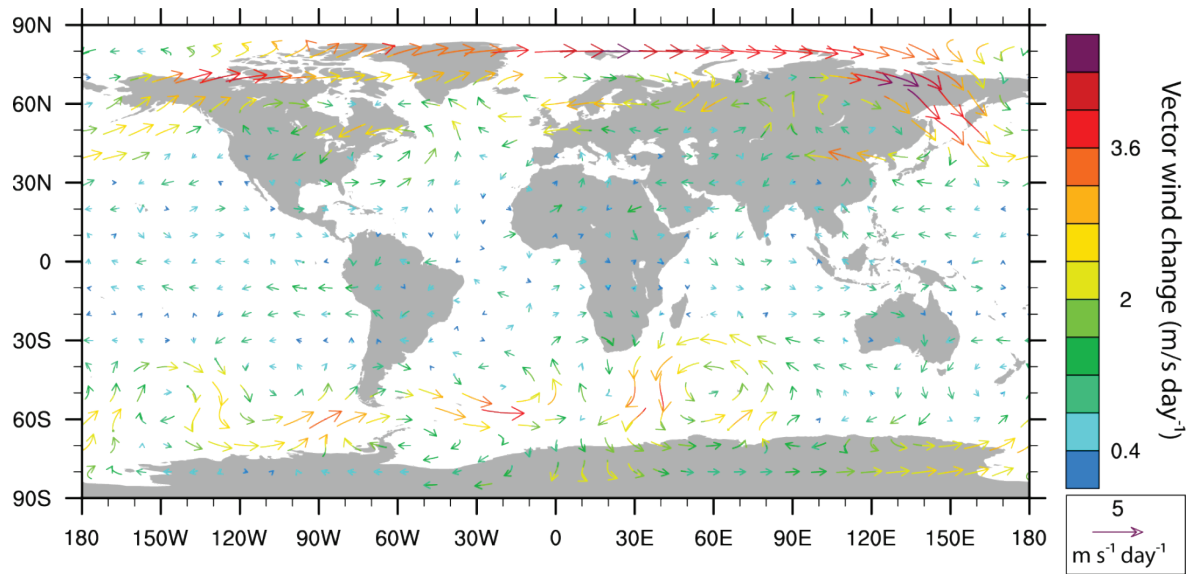 90N
60N
30N
0
30S
60S
90S
180 150W 120W 90W 60W 30W 0 30E 60E 90E 120E 150E 180
3.6
2
0.4
Vector wind change (m/s day⁻¹)
5
m s⁻¹ day⁻¹